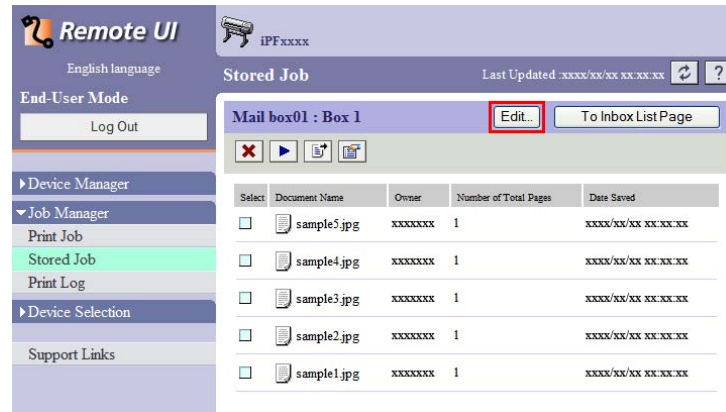 Remote UI
English language
End-User Mode
Log Out
▶Device Manager
▼Job Manager
Print Job
Stored Job
Print Log
▶Device Selection
Support Links
iPFxxxx
Stored Job
Last Updated :xxxx/xx/xx xx:xx:xx
?
Mail box01 : Box 1
Edit..
To Inbox List Page
Select Document Name Owner Number of Total Pages Date Saved
sample5.jpg xxxxxxx 1 xxxx/xx/xx xx:xx:xx
sample4.jpg xxxxxxx 1 xxxx/xx/xx xx:xx:xx
sample3.jpg xxxxxxx 1 xxxx/xx/xx xx:xx:xx
sample2.jpg xxxxxxx 1 xxxx/xx/xx xx:xx:xx
sample1.jpg xxxxxxx 1 xxxx/xx/xx xx:xx:xx